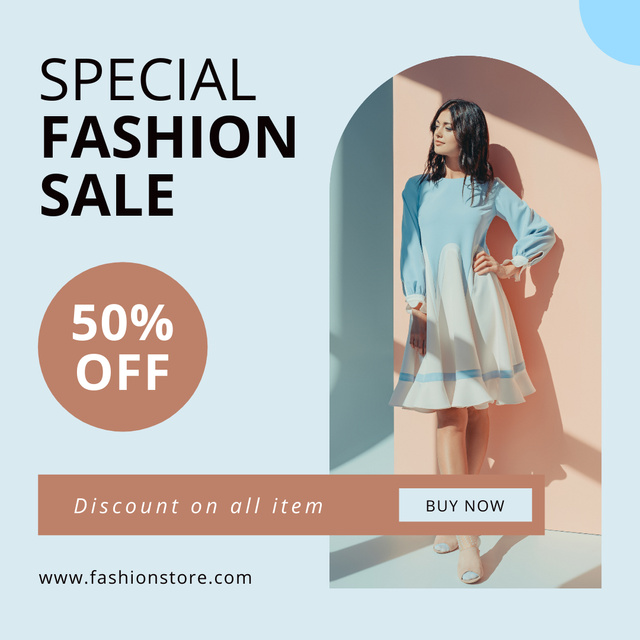 SPECIAL
FASHION
SALE
50%
OFF
Discount on all item
BUY NOW
www.fashionstore.com